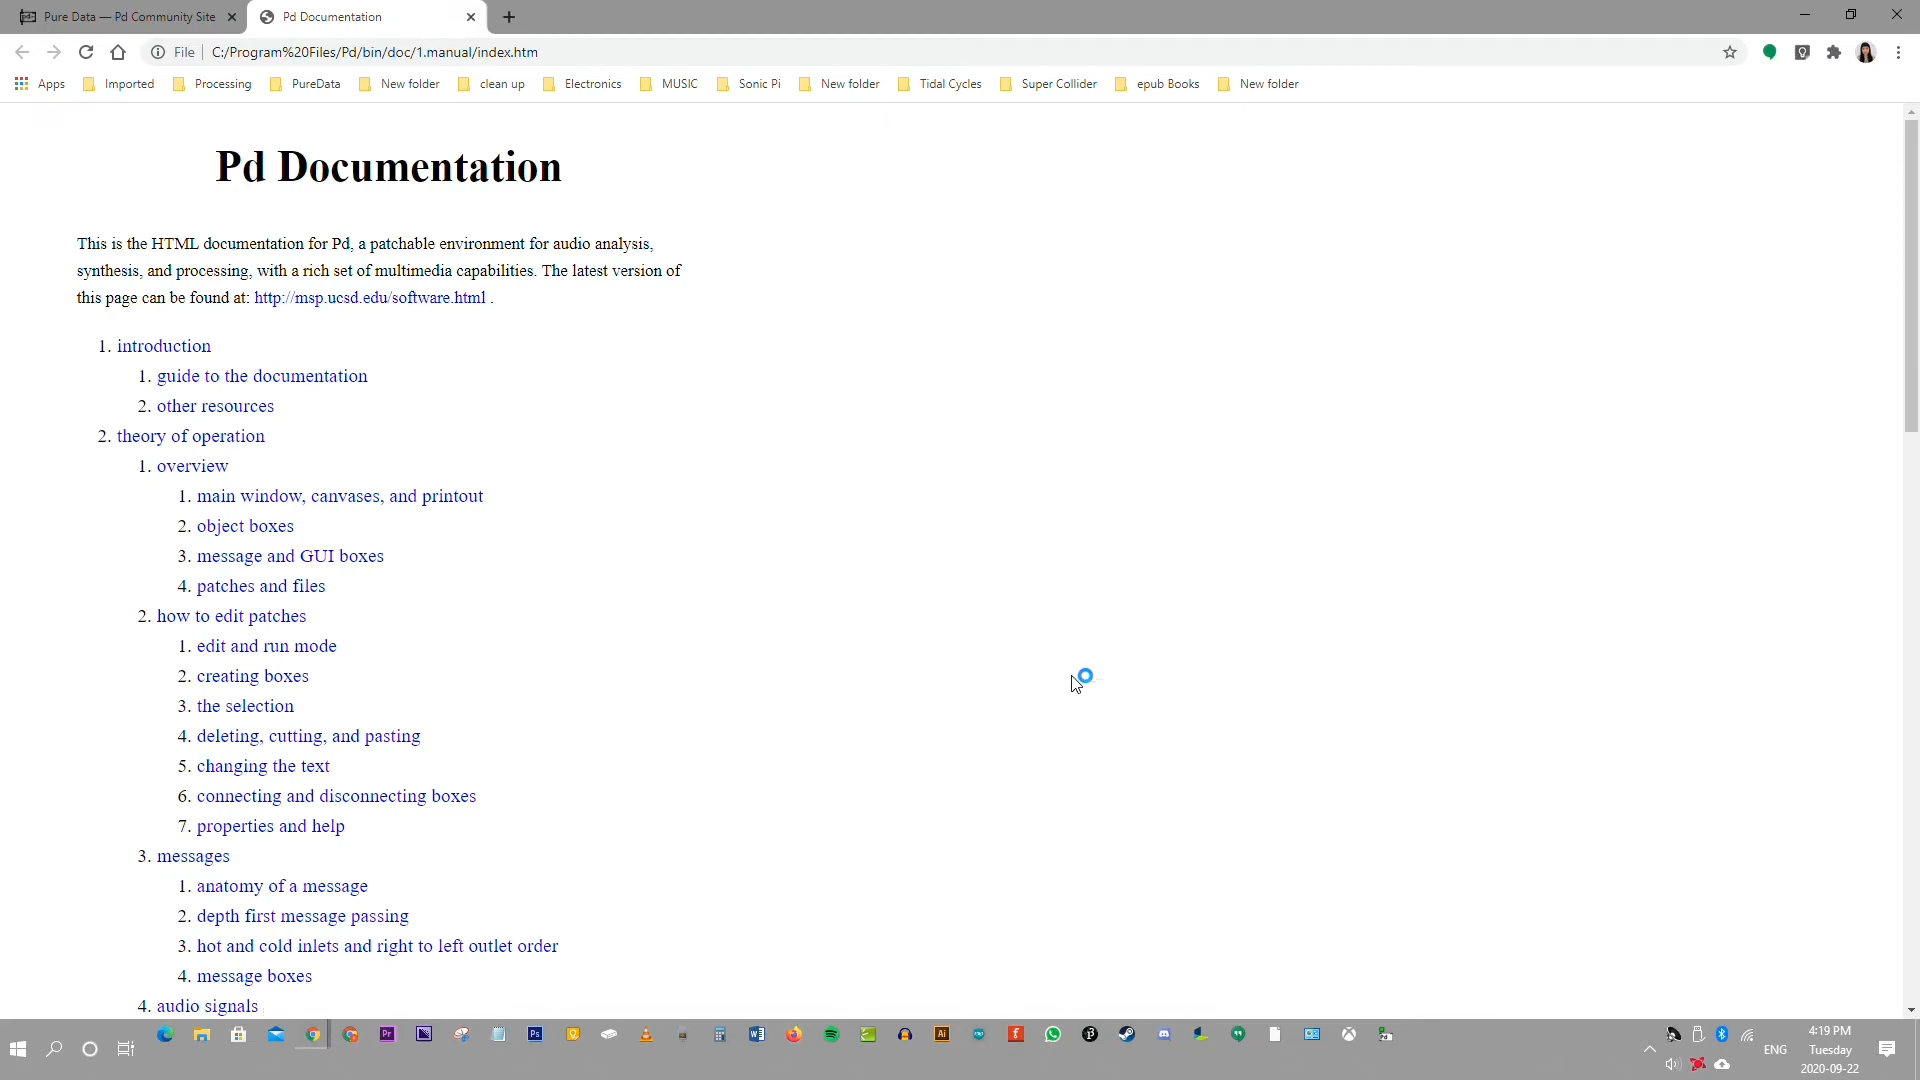 Pure Data — Pd Community Site
Pd Documentation
File
C:/Program%20Files/Pd/bin/doc/1.manual/index.htm
Apps
Imported
Processing
PureData
New folder
clean up
Electronics
MUSIC
Sonic Pi
New folder
Tidal Cycles
Super Collider
epub Books
New folder
Pd Documentation
This is the HTML documentation for Pd, a patchable environment for audio analysis,
synthesis, and processing, with a rich set of multimedia capabilities. The latest version of
this page can be found at: http://msp.ucsd.edu/software.html .
1. introduction
1. guide to the documentation
2. other resources
2. theory of operation
1. overview
1. main window, canvases, and printout
2. object boxes
3. message and GUI boxes
4. patches and files
2. how to edit patches
1. edit and run mode
2. creating boxes
3. the selection
4. deleting, cutting, and pasting
5. changing the text
6. connecting and disconnecting boxes
7. properties and help
3. messages
1. anatomy of a message
2. depth first message passing
3. hot and cold inlets and right to left outlet order
4. message boxes
4. audio signals
Pr
Ps
W
Ai
ENG
4:19 PM
Tuesday
2020-09-22